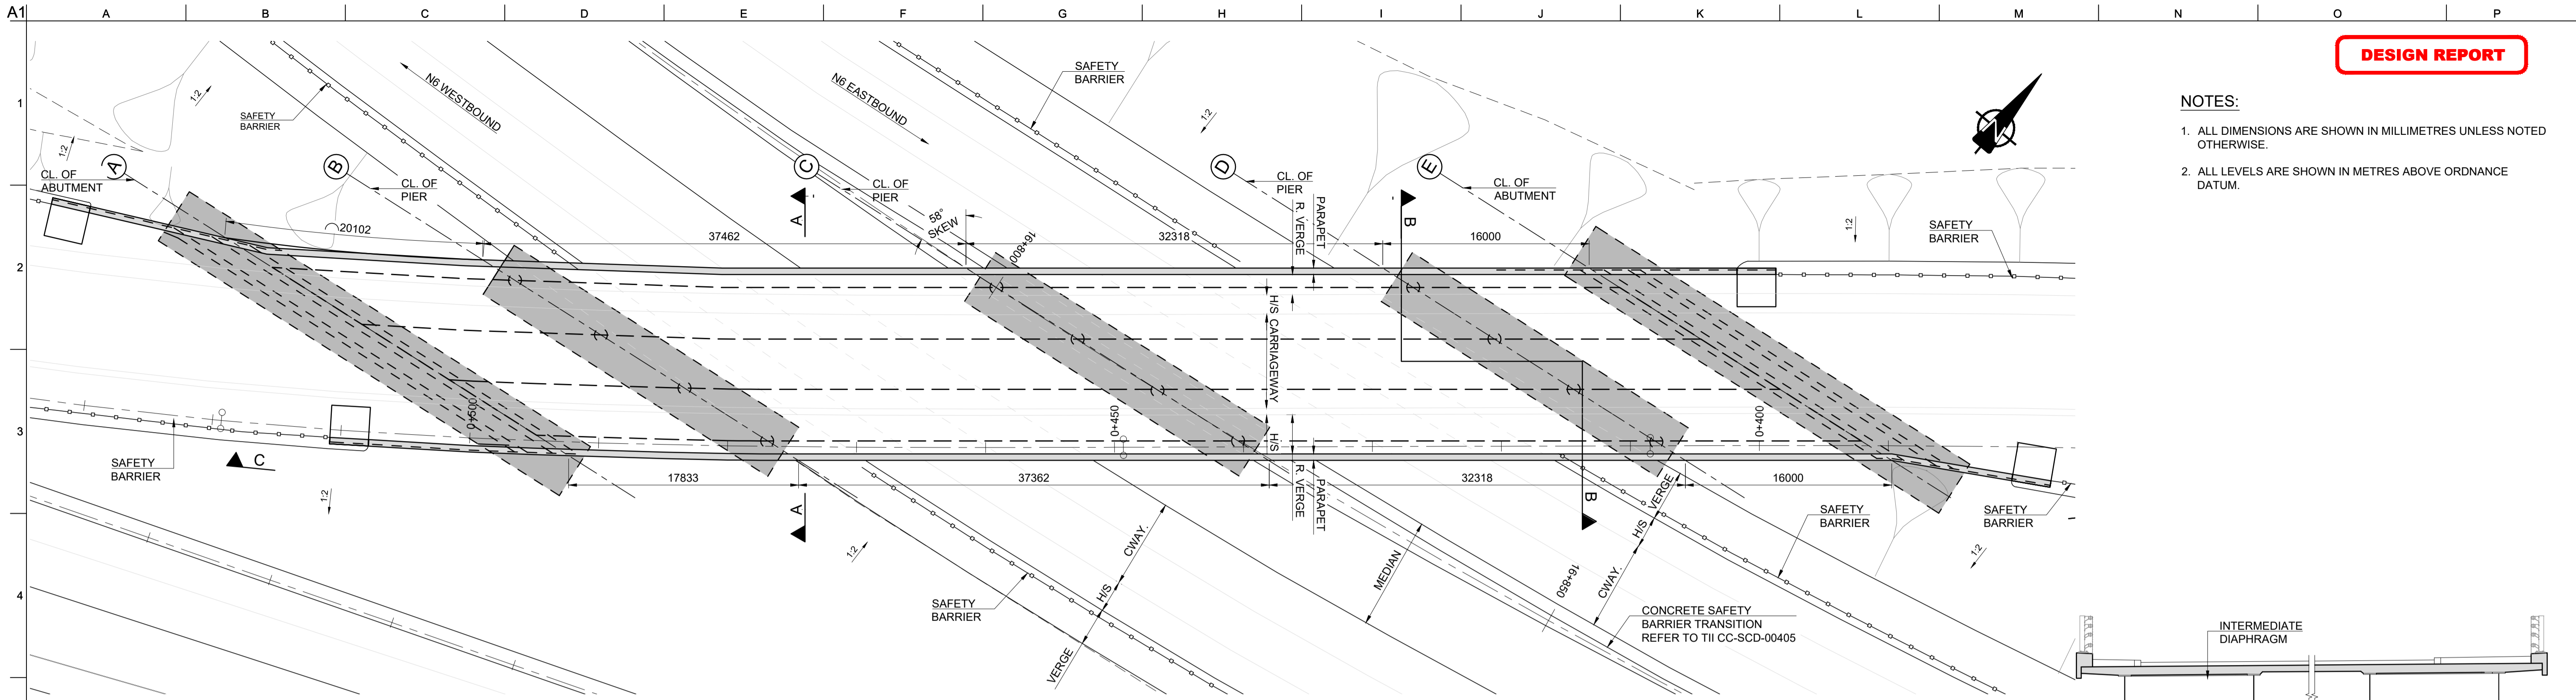 A1
A
B
C
D
E
F
G
H
I
J
K
L
M
N
O
P
1
2
3
4
DESIGN REPORT
NOTES:
1. ALL DIMENSIONS ARE SHOWN IN MILLIMETRES UNLESS NOTED
OTHERWISE.
2. ALL LEVELS ARE SHOWN IN METRES ABOVE ORDNANCE
DATUM.
N
1:2
SAFETY
BARRIER
N6 WESTBOUND
N6 EASTBOUND
SAFETY
BARRIER
1:2
1:2
A
CL. OF
ABUTMENT
B
CL. OF
PIER
C
CL. OF
PIER
D
CL. OF
PIER
E
CL. OF
ABUTMENT
A
B
58°
SKEW
16+800
20102
37462
32318
16000
R. VERGE
PARAPET
1:2
SAFETY
BARRIER
H/S
CARRIAGEWAY
H/S
R. VERGE
PARAPET
0+500
0+450
0+400
SAFETY
BARRIER
C
1:2
17833
37362
32318
16000
A
B
VERGE
H/S
CWAY.
SAFETY
BARRIER
SAFETY
BARRIER
1:2
1:2
CWAY.
H/S
VERGE
MEDIAN
16+850
SAFETY
BARRIER
CONCRETE SAFETY
BARRIER TRANSITION
REFER TO TII CC-SCD-00405
INTERMEDIATE
DIAPHRAGM